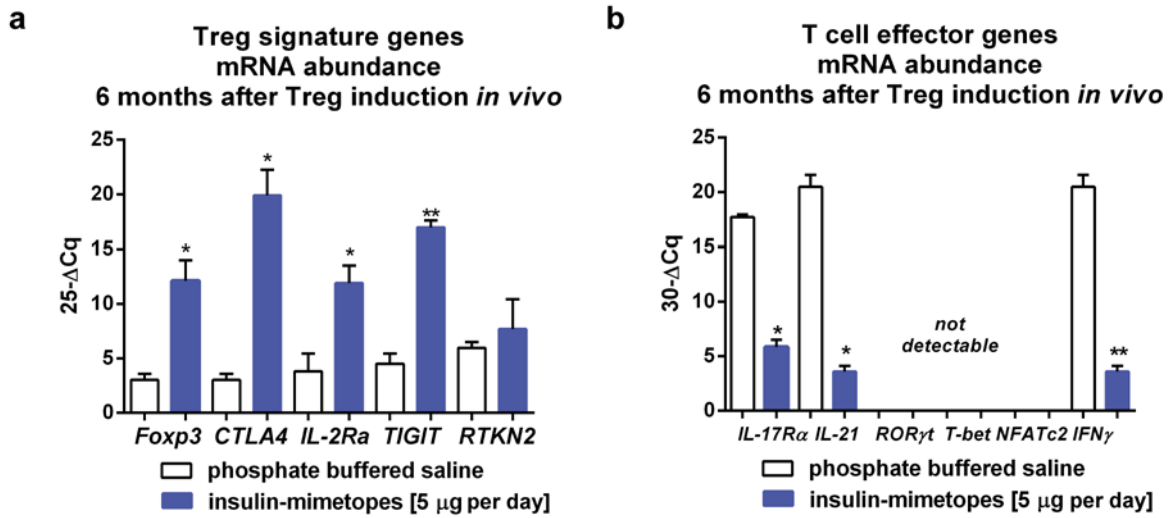 a
Treg signature genes
mRNA abundance
6 months after Treg induction in vivo
25-ΔCq
25
20
15
10
5
0
*
*
*
**
Foxp3 CTLA4 IL-2Ra TIGIT RTKN2
phosphate buffered saline
insulin-mimetopes [5 μg per day]
b
T cell effector genes
mRNA abundance
6 months after Treg induction in vivo
30-ΔCq
25
20
15
10
5
0
*
*
not
detectable
**
IL-17Rα IL-21 RORγt T-bet NFATc2 IFNγ
phosphate buffered saline
insulin-mimetopes [5 μg per day]